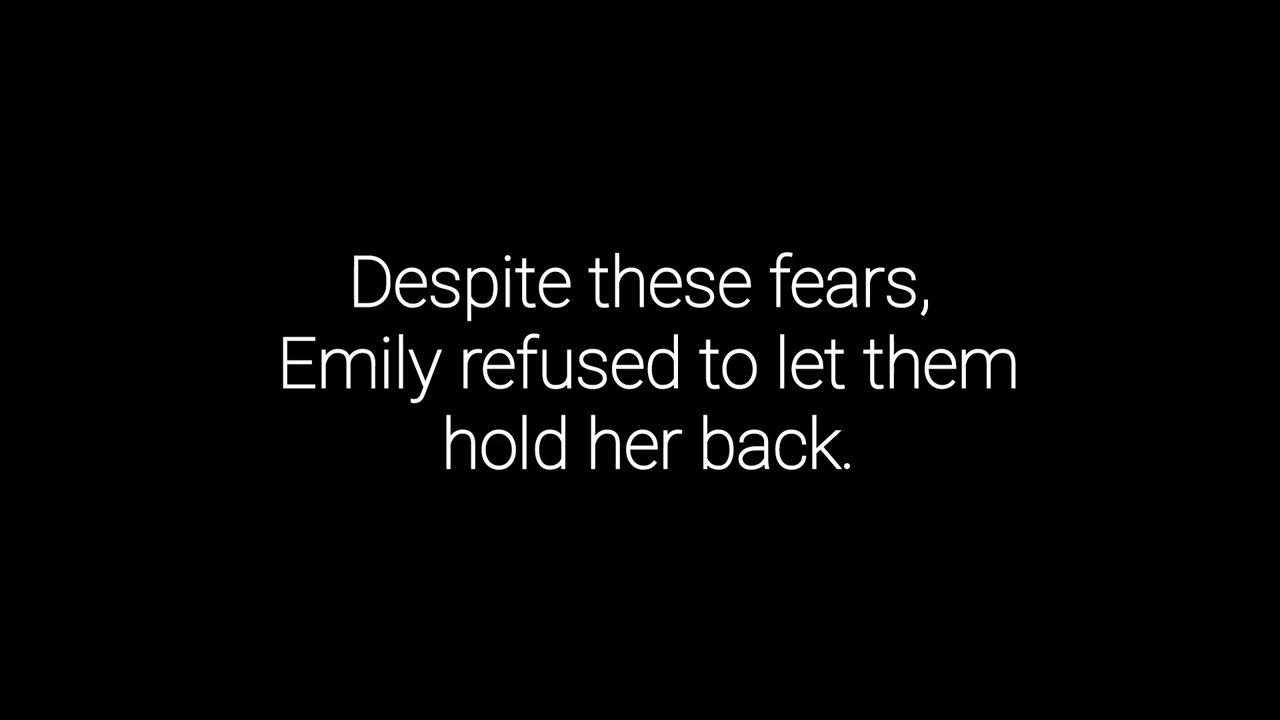 Despite these fears,
Emily refused to let them
hold her back.